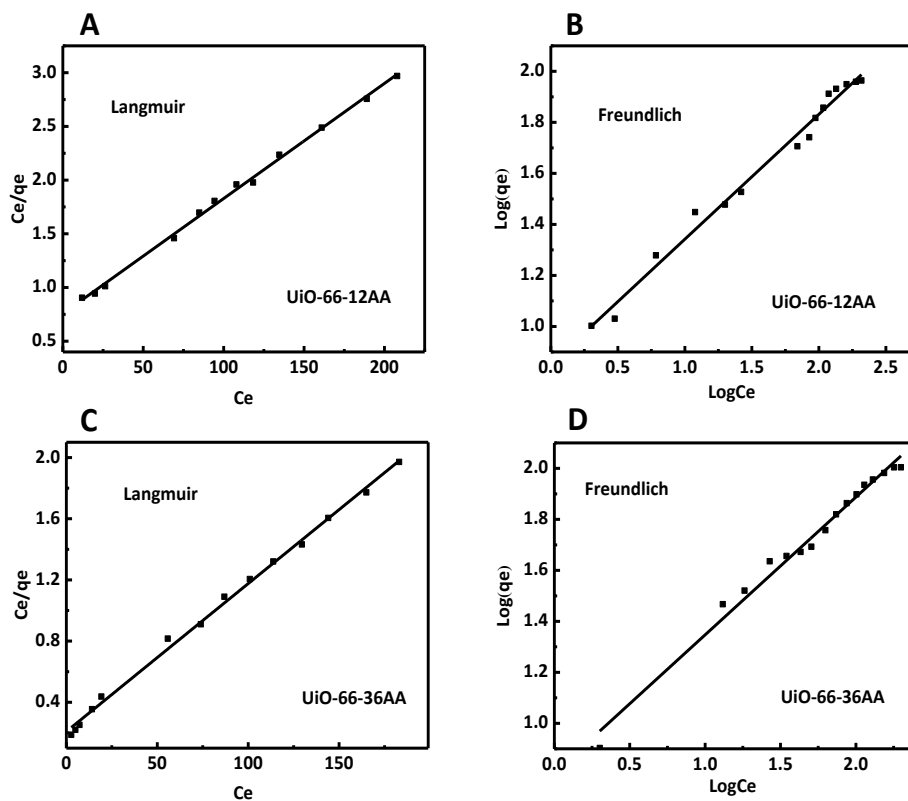 A
Langmuir
Ce/qe
3.0
2.5
2.0
1.5
1.0
0.5
0
50
100
150
200
Ce
UiO-66-12AA
B
Freundlich
Log(qe)
2.0
1.8
1.6
1.4
1.2
1.0
0.0
0.5
1.0
1.5
2.0
2.5
LogCe
UiO-66-12AA
C
Langmuir
Ce/qe
2.0
1.6
1.2
0.8
0.4
0
50
100
150
Ce
UiO-66-36AA
D
Freundlich
Log(qe)
2.0
1.8
1.6
1.4
1.2
1.0
0.0
0.5
1.0
1.5
2.0
LogCe
UiO-66-36AA